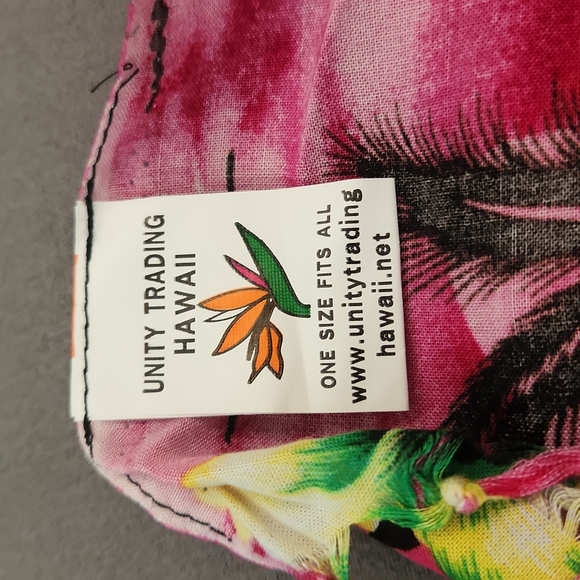 UNITY TRADING
HAWAII
ONE SIZE FITS ALL
www.unitytrading
hawaii.net